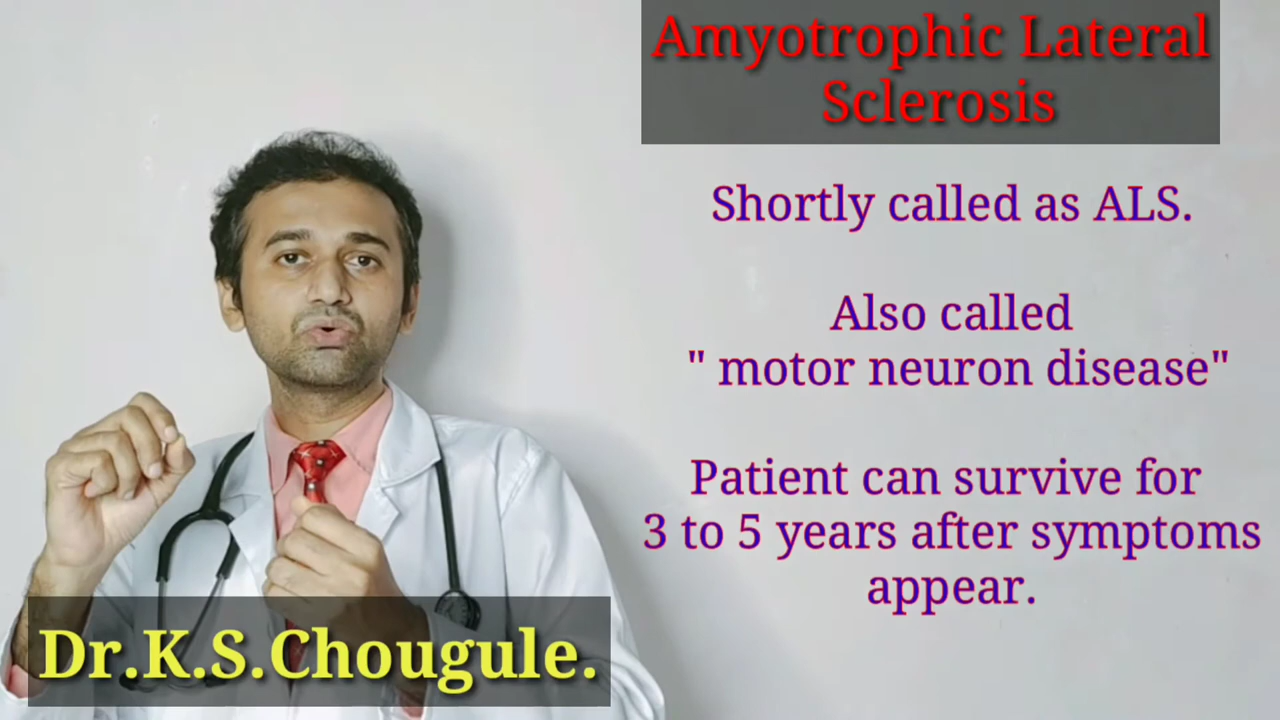 Amyotrophic Lateral
Sclerosis
Shortly called as ALS.
Also called
" motor neuron disease"
Patient can survive for
3 to 5 years after symptoms
appear.
Dr.K.S.Chougule.